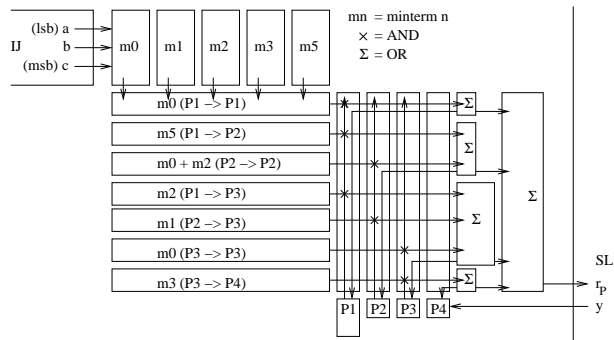 (lsb) a
IJ b
(msb) c
m0 m1 m2 m3 m5
mn = minterm n
× = AND
Σ = OR
m0 (P1 -> P1)
m5 (P1 -> P2)
m0 + m2 (P2 -> P2)
m2 (P1 -> P3)
m1 (P2 -> P3)
m0 (P3 -> P3)
m3 (P3 -> P4)
Σ
Σ
Σ
Σ
Σ
P1 P2 P3 P4
SL
rP
y